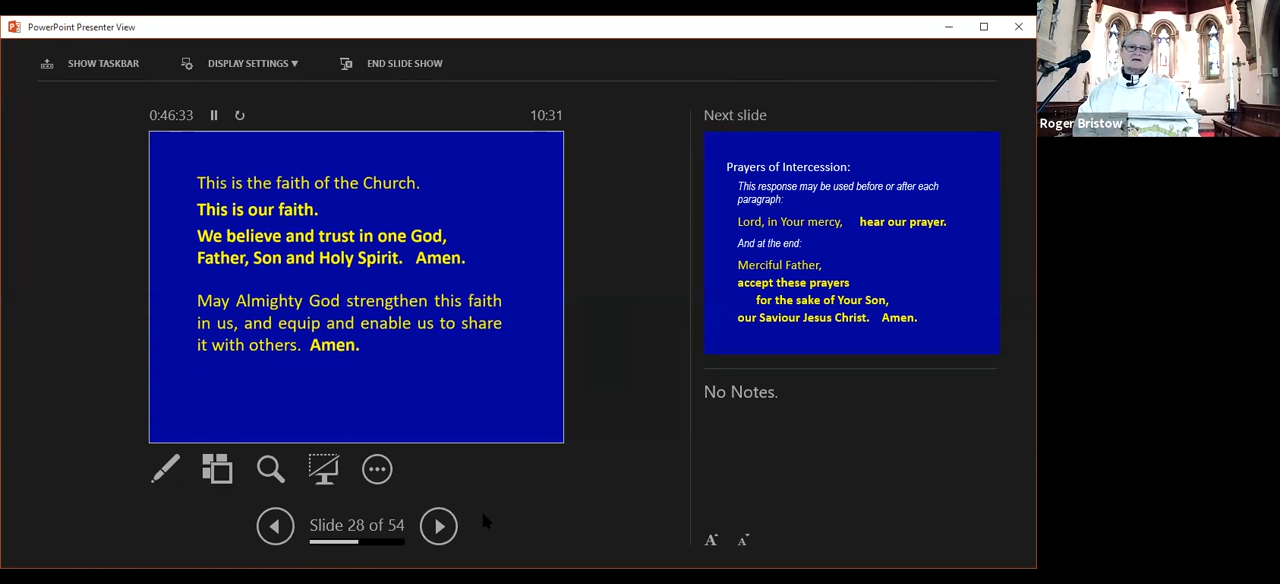 PowerPoint Presenter View
SHOW TASKBAR
DISPLAY SETTINGS ▾
END SLIDE SHOW
0:46:33
10:31
This is the faith of the Church.
This is our faith.
We believe and trust in one God,
Father, Son and Holy Spirit. Amen.
May Almighty God strengthen this faith
in us, and equip and enable us to share
it with others. Amen.
Slide 28 of 54
Next slide
Prayers of Intercession:
This response may be used before or after each
paragraph:
Lord, in Your mercy, hear our prayer.
And at the end:
Merciful Father,
accept these prayers
for the sake of Your Son,
our Saviour Jesus Christ. Amen.
No Notes.
A A
Roger Bristow